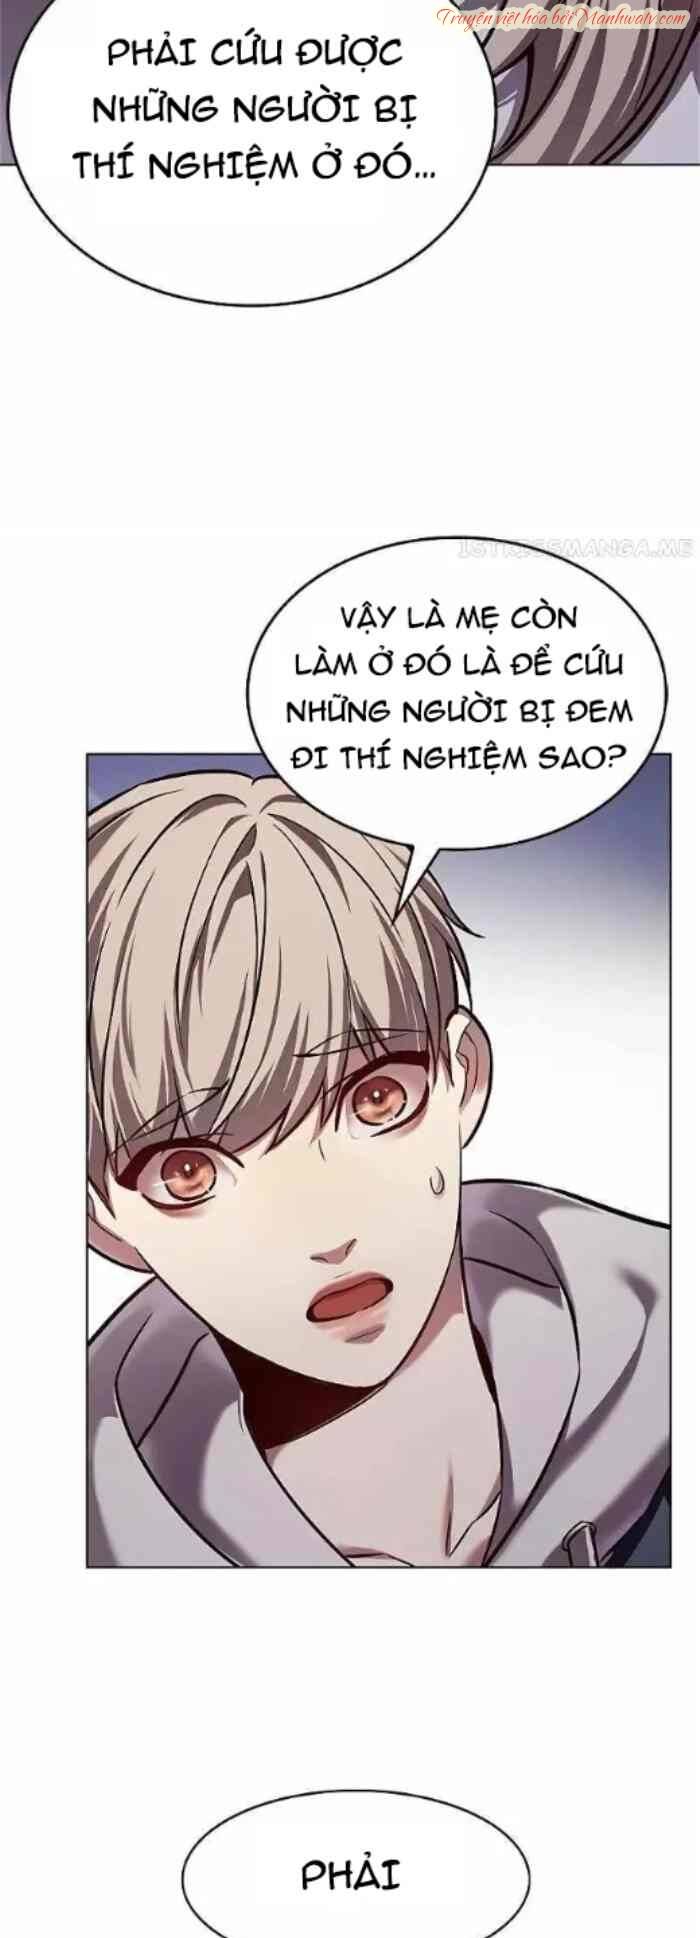 Truyện việt hóa bởi Manhwatv.com
PHẢI CỨU ĐƯỢC
NHỮNG NGƯỜI BỊ
THÍ NGHIỆM Ở ĐÓ...
1STKISSMANGA.ME
VẬY LÀ MẸ CÒN
LÀM Ở ĐÓ LÀ ĐỂ CỨU
NHỮNG NGƯỜI BỊ ĐEM
ĐI THÍ NGHIỆM SAO?
PHẢI